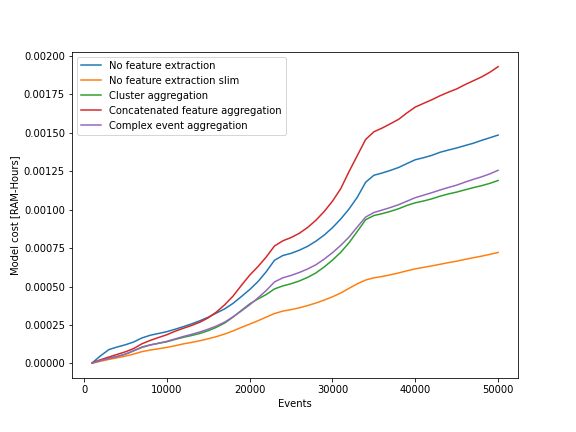 0.00200
0.00175
0.00150
0.00125
0.00100
0.00075
0.00050
0.00025
0.00000
Model cost [RAM-Hours]
No feature extraction
No feature extraction slim
Cluster aggregation
Concatenated feature aggregation
Complex event aggregation
0 10000 20000 30000 40000 50000
Events